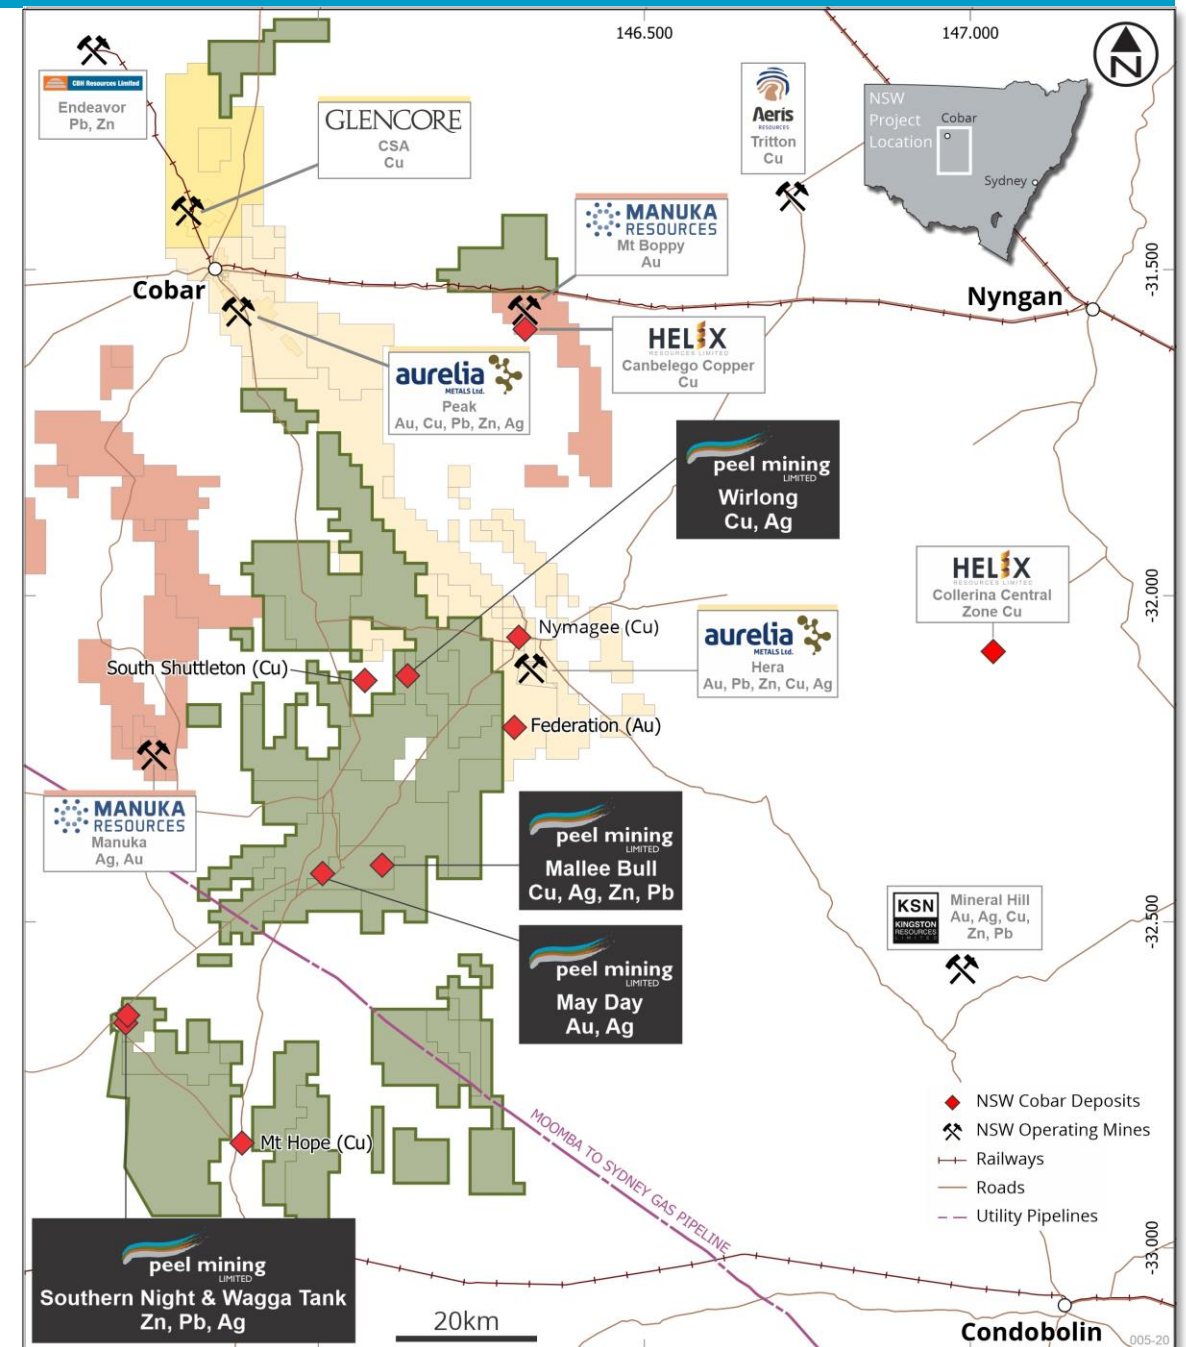 146.500
147.000
N
CBH Resources Limited
Endeavor
Pb, Zn
GLENCORE
CSA
Cu
Aeris
RESOURCES
Tritton
Cu
NSW
Project
Location
Cobar
Sydney
MANUKA
RESOURCES
Mt Boppy
Au
-31.500
Cobar
Nyngan
HELIX
RESOURCES LIMITED
Canbelego Copper
Cu
aurelia
METALS Ltd.
Peak
Au, Cu, Pb, Zn, Ag
peel mining
LIMITED
Wirlong
Cu, Ag
HELIX
RESOURCES LIMITED
Collerina Central
Zone Cu
-32.000
Nymagee (Cu)
aurelia
METALS Ltd.
Hera
Au, Pb, Zn, Cu, Ag
South Shuttleton (Cu)
Federation (Au)
MANUKA
RESOURCES
Manuka
Ag, Au
peel mining
LIMITED
Mallee Bull
Cu, Ag, Zn, Pb
KSN
KINGSTON
RESOURCES
LIMITED
Mineral Hill
Au, Ag, Cu,
Zn, Pb
-32.500
peel mining
LIMITED
May Day
Au, Ag
Mt Hope (Cu)
MOOMBA TO SYDNEY GAS PIPELINE
NSW Cobar Deposits
NSW Operating Mines
Railways
Roads
Utility Pipelines
-33.000
peel mining
LIMITED
Southern Night & Wagga Tank
Zn, Pb, Ag
20km
Condobolin
005-20